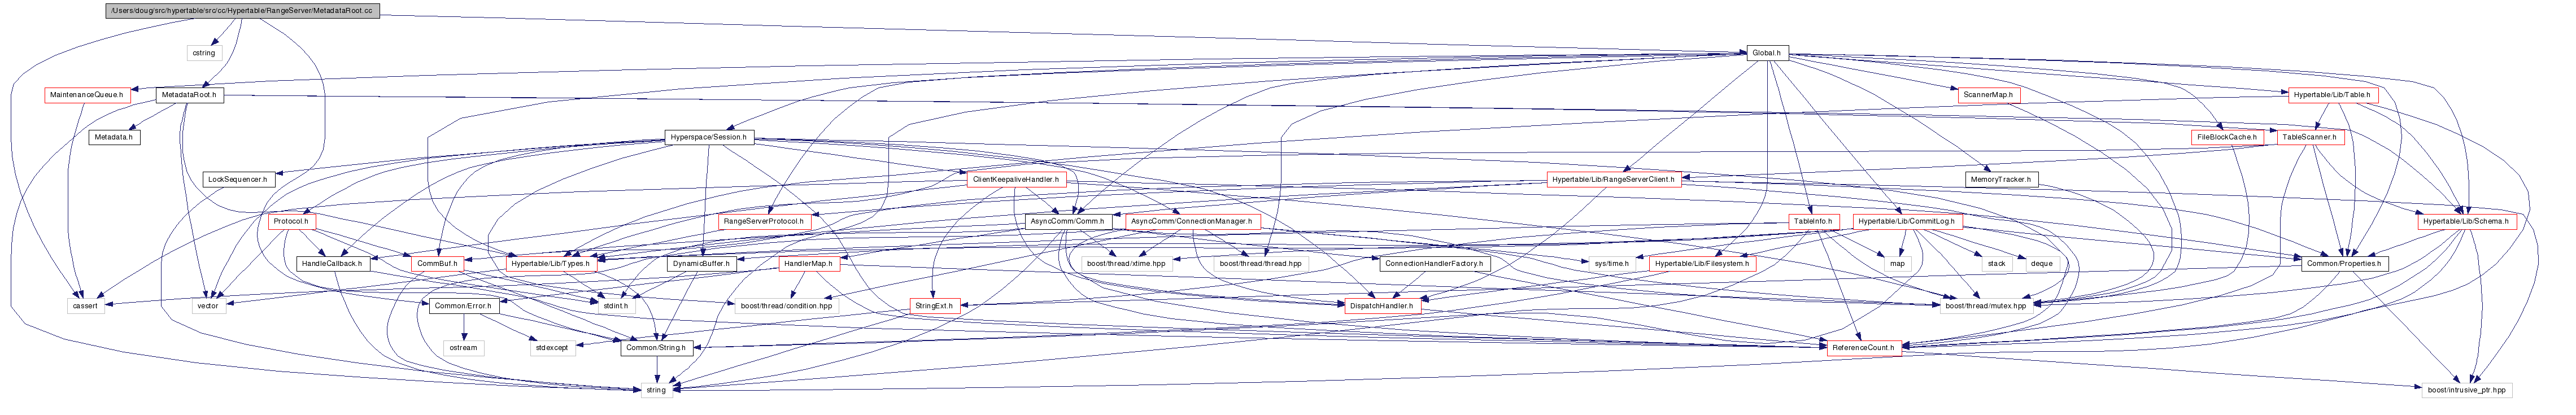 /Users/doug/src/hypertable/src/cc/Hypertable/RangeServer/MetadataRoot.cc
cstring
Global.h
MaintenanceQueue.h
MetadataRoot.h
ScannerMap.h
Hypertable/Lib/Table.h
Metadata.h
Hyperspace/Session.h
FileBlockCache.h
TableScanner.h
LockSequencer.h
ClientKeepaliveHandler.h
Hypertable/Lib/RangeServerClient.h
MemoryTracker.h
Protocol.h
RangeServerProtocol.h
AsyncComm/Comm.h
AsyncComm/ConnectionManager.h
TableInfo.h
Hypertable/Lib/CommitLog.h
Hypertable/Lib/Schema.h
HandleCallback.h
CommBuf.h
Hypertable/Lib/Types.h
DynamicBuffer.h
HandlerMap.h
boost/thread/xtime.hpp
boost/thread/thread.hpp
ConnectionHandlerFactory.h
sys/time.h
Hypertable/Lib/Filesystem.h
map
stack
deque
Common/Properties.h
cassert
vector
Common/Error.h
stdint.h
boost/thread/condition.hpp
StringExt.h
DispatchHandler.h
boost/thread/mutex.hpp
ostream
stdexcept
Common/String.h
ReferenceCount.h
string
boost/intrusive_ptr.hpp